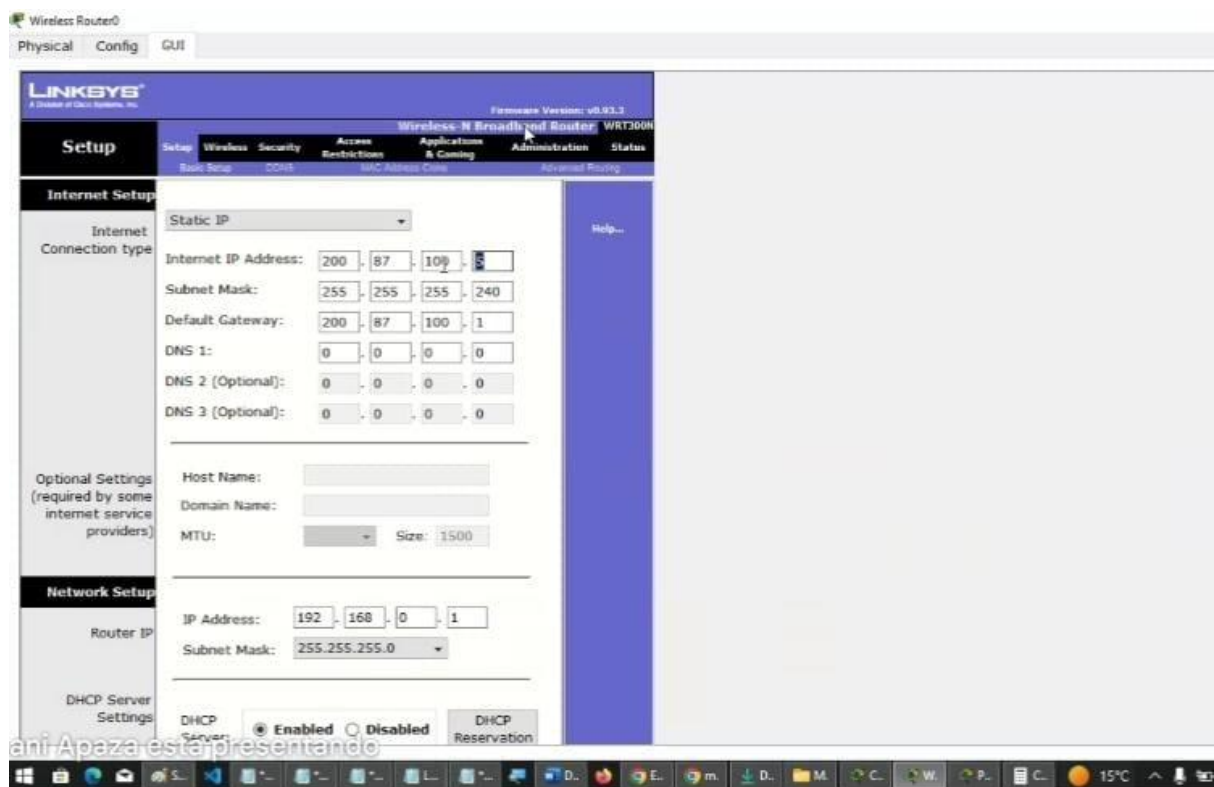 Wireless Router0
Physical Config GUI
LINKSYS
A Division of Cisco Systems, Inc.
Firmware Version: v0.93.3
Wireless-N Broadband Router WRT300N
Setup
Setup Wireless Security Access Restrictions Applications & Gaming Administration Status
Basic Setup DDNS MAC Address Clone Advanced Routing
Internet Setup
Internet Connection type
Static IP
Help...
Internet IP Address: 200 . 87 . 100 . 5
Subnet Mask: 255 . 255 . 255 . 240
Default Gateway: 200 . 87 . 100 . 1
DNS 1: 0 . 0 . 0 . 0
DNS 2 (Optional): 0 . 0 . 0 . 0
DNS 3 (Optional): 0 . 0 . 0 . 0
Optional Settings
(required by some
internet service
providers)
Host Name:
Domain Name:
MTU: Size: 1500
Network Setup
Router IP
IP Address: 192 . 168 . 0 . 1
Subnet Mask: 255.255.255.0
DHCP Server
Settings
DHCP
Server: Enabled Disabled DHCP
Reservation
ani Apaza está presentando
S... L... D... E... m. D... M. C... W. P... C... 15°C